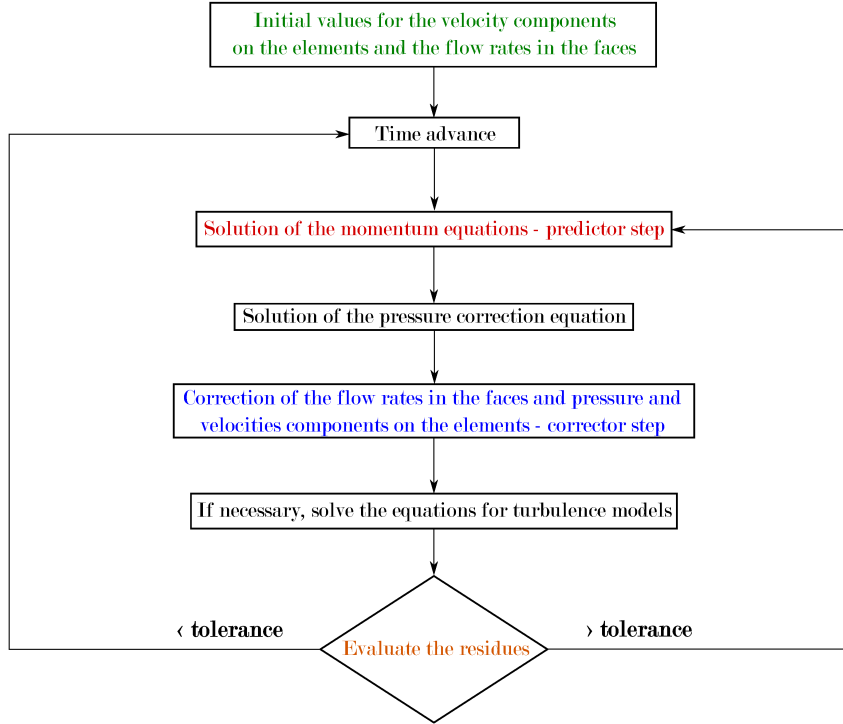 Initial values for the velocity components
on the elements and the flow rates in the faces
Time advance
Solution of the momentum equations - predictor step
Solution of the pressure correction equation
Correction of the flow rates in the faces and pressure and
velocities components on the elements - corrector step
If necessary, solve the equations for turbulence models
‹ tolerance
› tolerance
Evaluate the residues